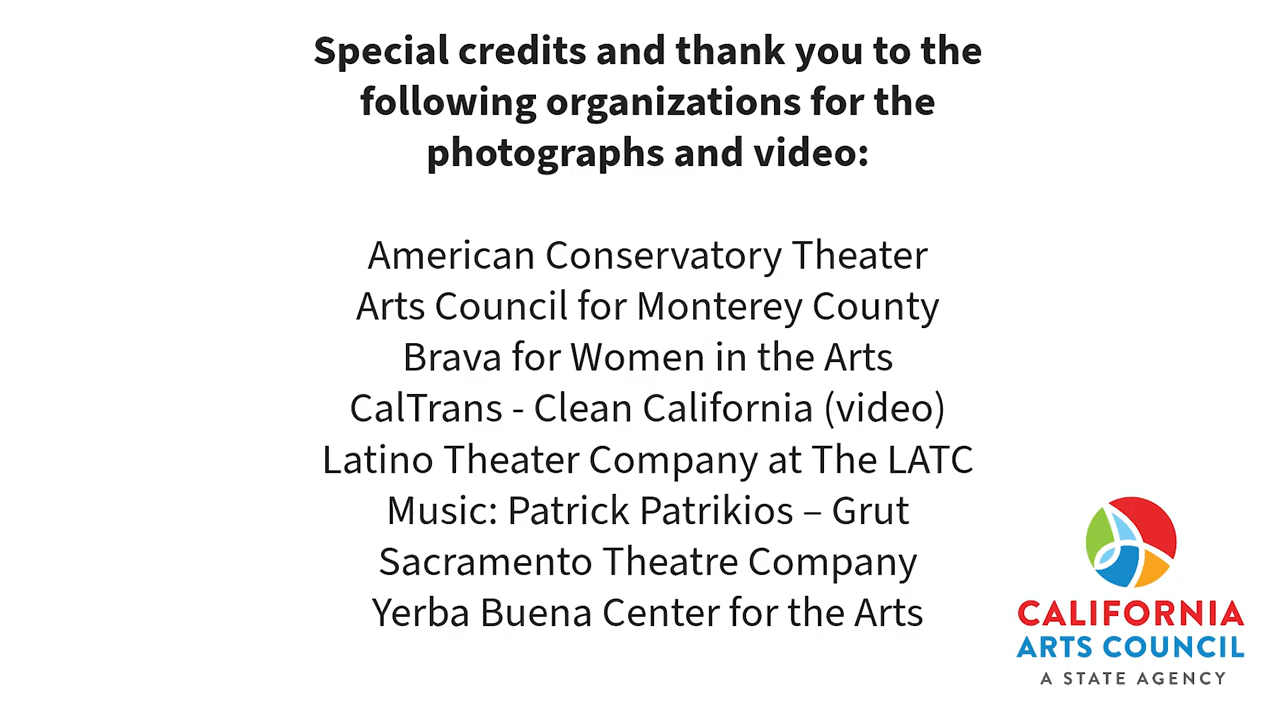 Special credits and thank you to the
following organizations for the
photographs and video:
American Conservatory Theater
Arts Council for Monterey County
Brava for Women in the Arts
CalTrans - Clean California (video)
Latino Theater Company at The LATC
Music: Patrick Patrikios – Grut
Sacramento Theatre Company
Yerba Buena Center for the Arts
CALIFORNIA
ARTS COUNCIL
A STATE AGENCY